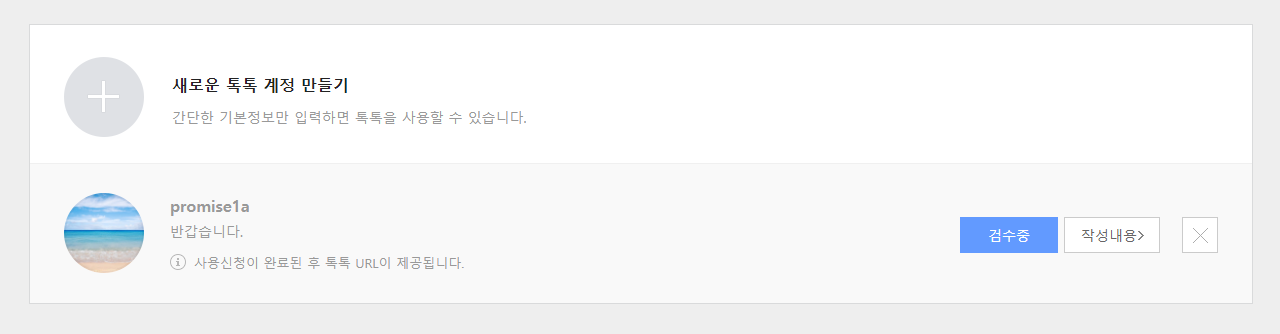 새로운 톡톡 계정 만들기
간단한 기본정보만 입력하면 톡톡을 사용할 수 있습니다.
promise1a
반갑습니다.
사용신청이 완료된 후 톡톡 URL이 제공됩니다.
검수중
작성내용>